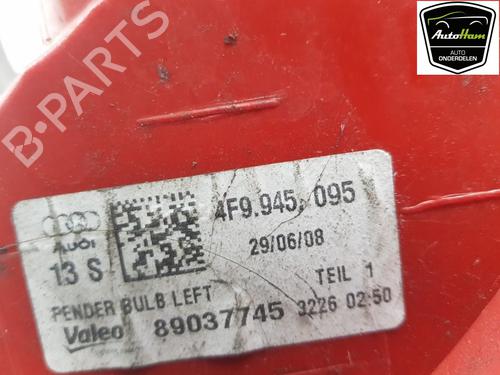 AutoHam
AUTO
ONDERDELEN
B-PARTS
4F9.945.095
Audi
29/06/08
13 S
TEIL 1
PENDER BULB LEFT
Valeo 89037745 3226 02:50